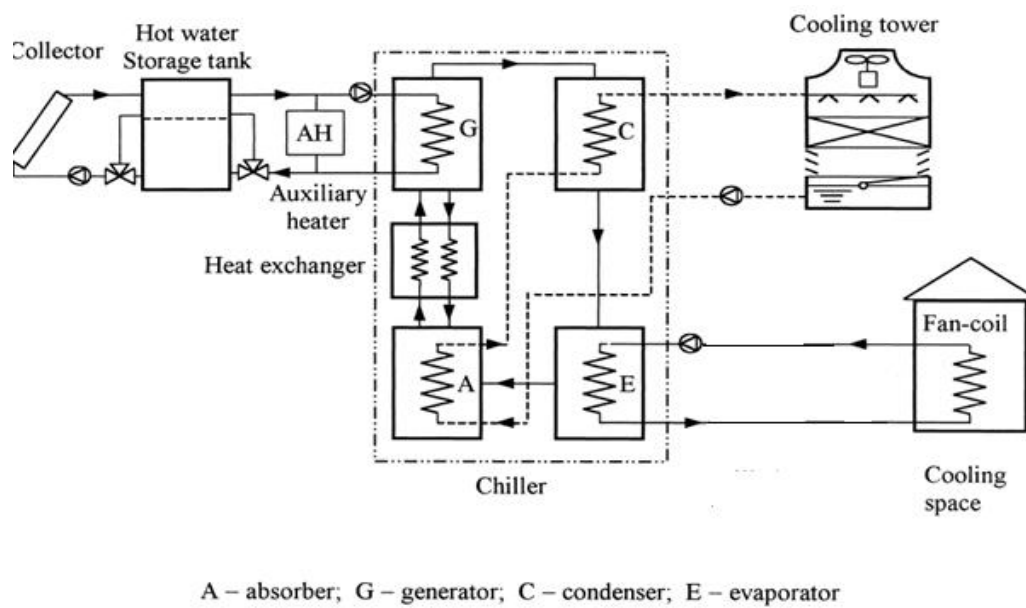 Collector
Hot water
Storage tank
Cooling tower
G
C
AH
Auxiliary
heater
Heat exchanger
Fan-coil
A
E
Chiller
Cooling
space
A – absorber; G – generator; C – condenser; E – evaporator